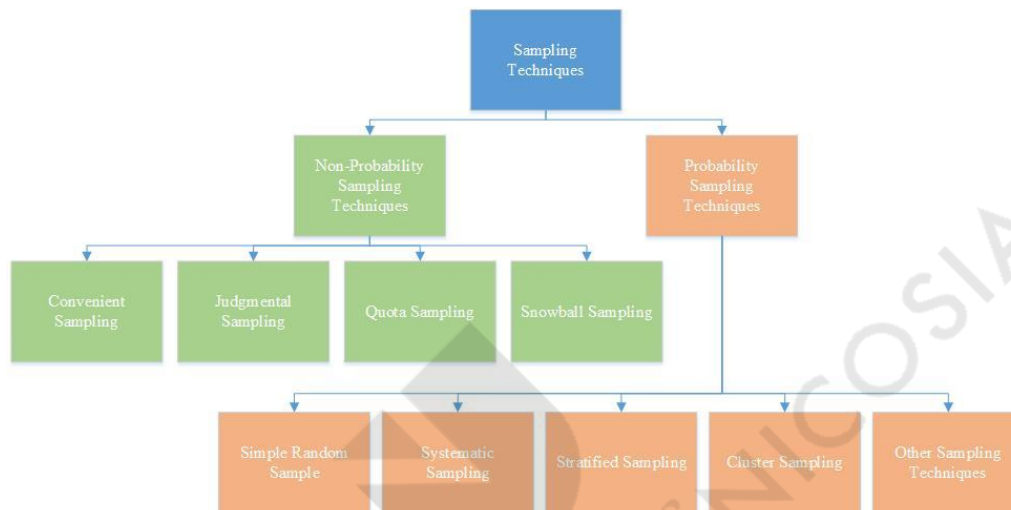 Sampling
Techniques
Non-Probability
Sampling
Techniques
Probability
Sampling
Techniques
Convenient
Sampling
Judgmental
Sampling
Quota Sampling
Snowball Sampling
Simple Random
Sample
Systematic
Sampling
Stratified Sampling
Cluster Sampling
Other Sampling
Techniques
NICOSIA